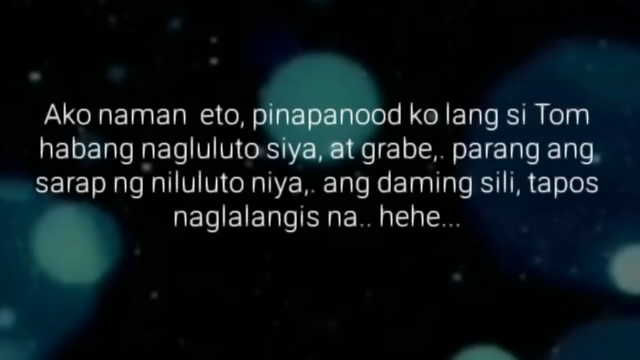 Ako naman  eto, pinapanood ko lang si Tom
habang nagluluto siya, at grabe,. parang ang
sarap ng niluluto niya,. ang daming sili, tapos
naglalangis na.. hehe...